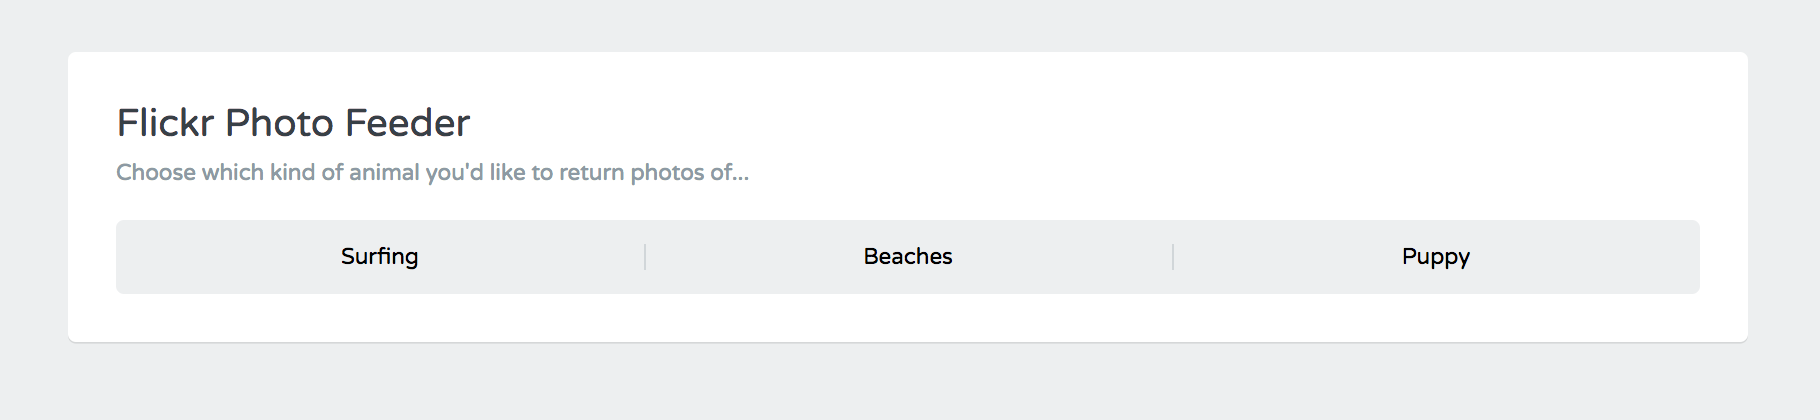 Flickr Photo Feeder
Choose which kind of animal you'd like to return photos of...
Surfing
Beaches
Puppy